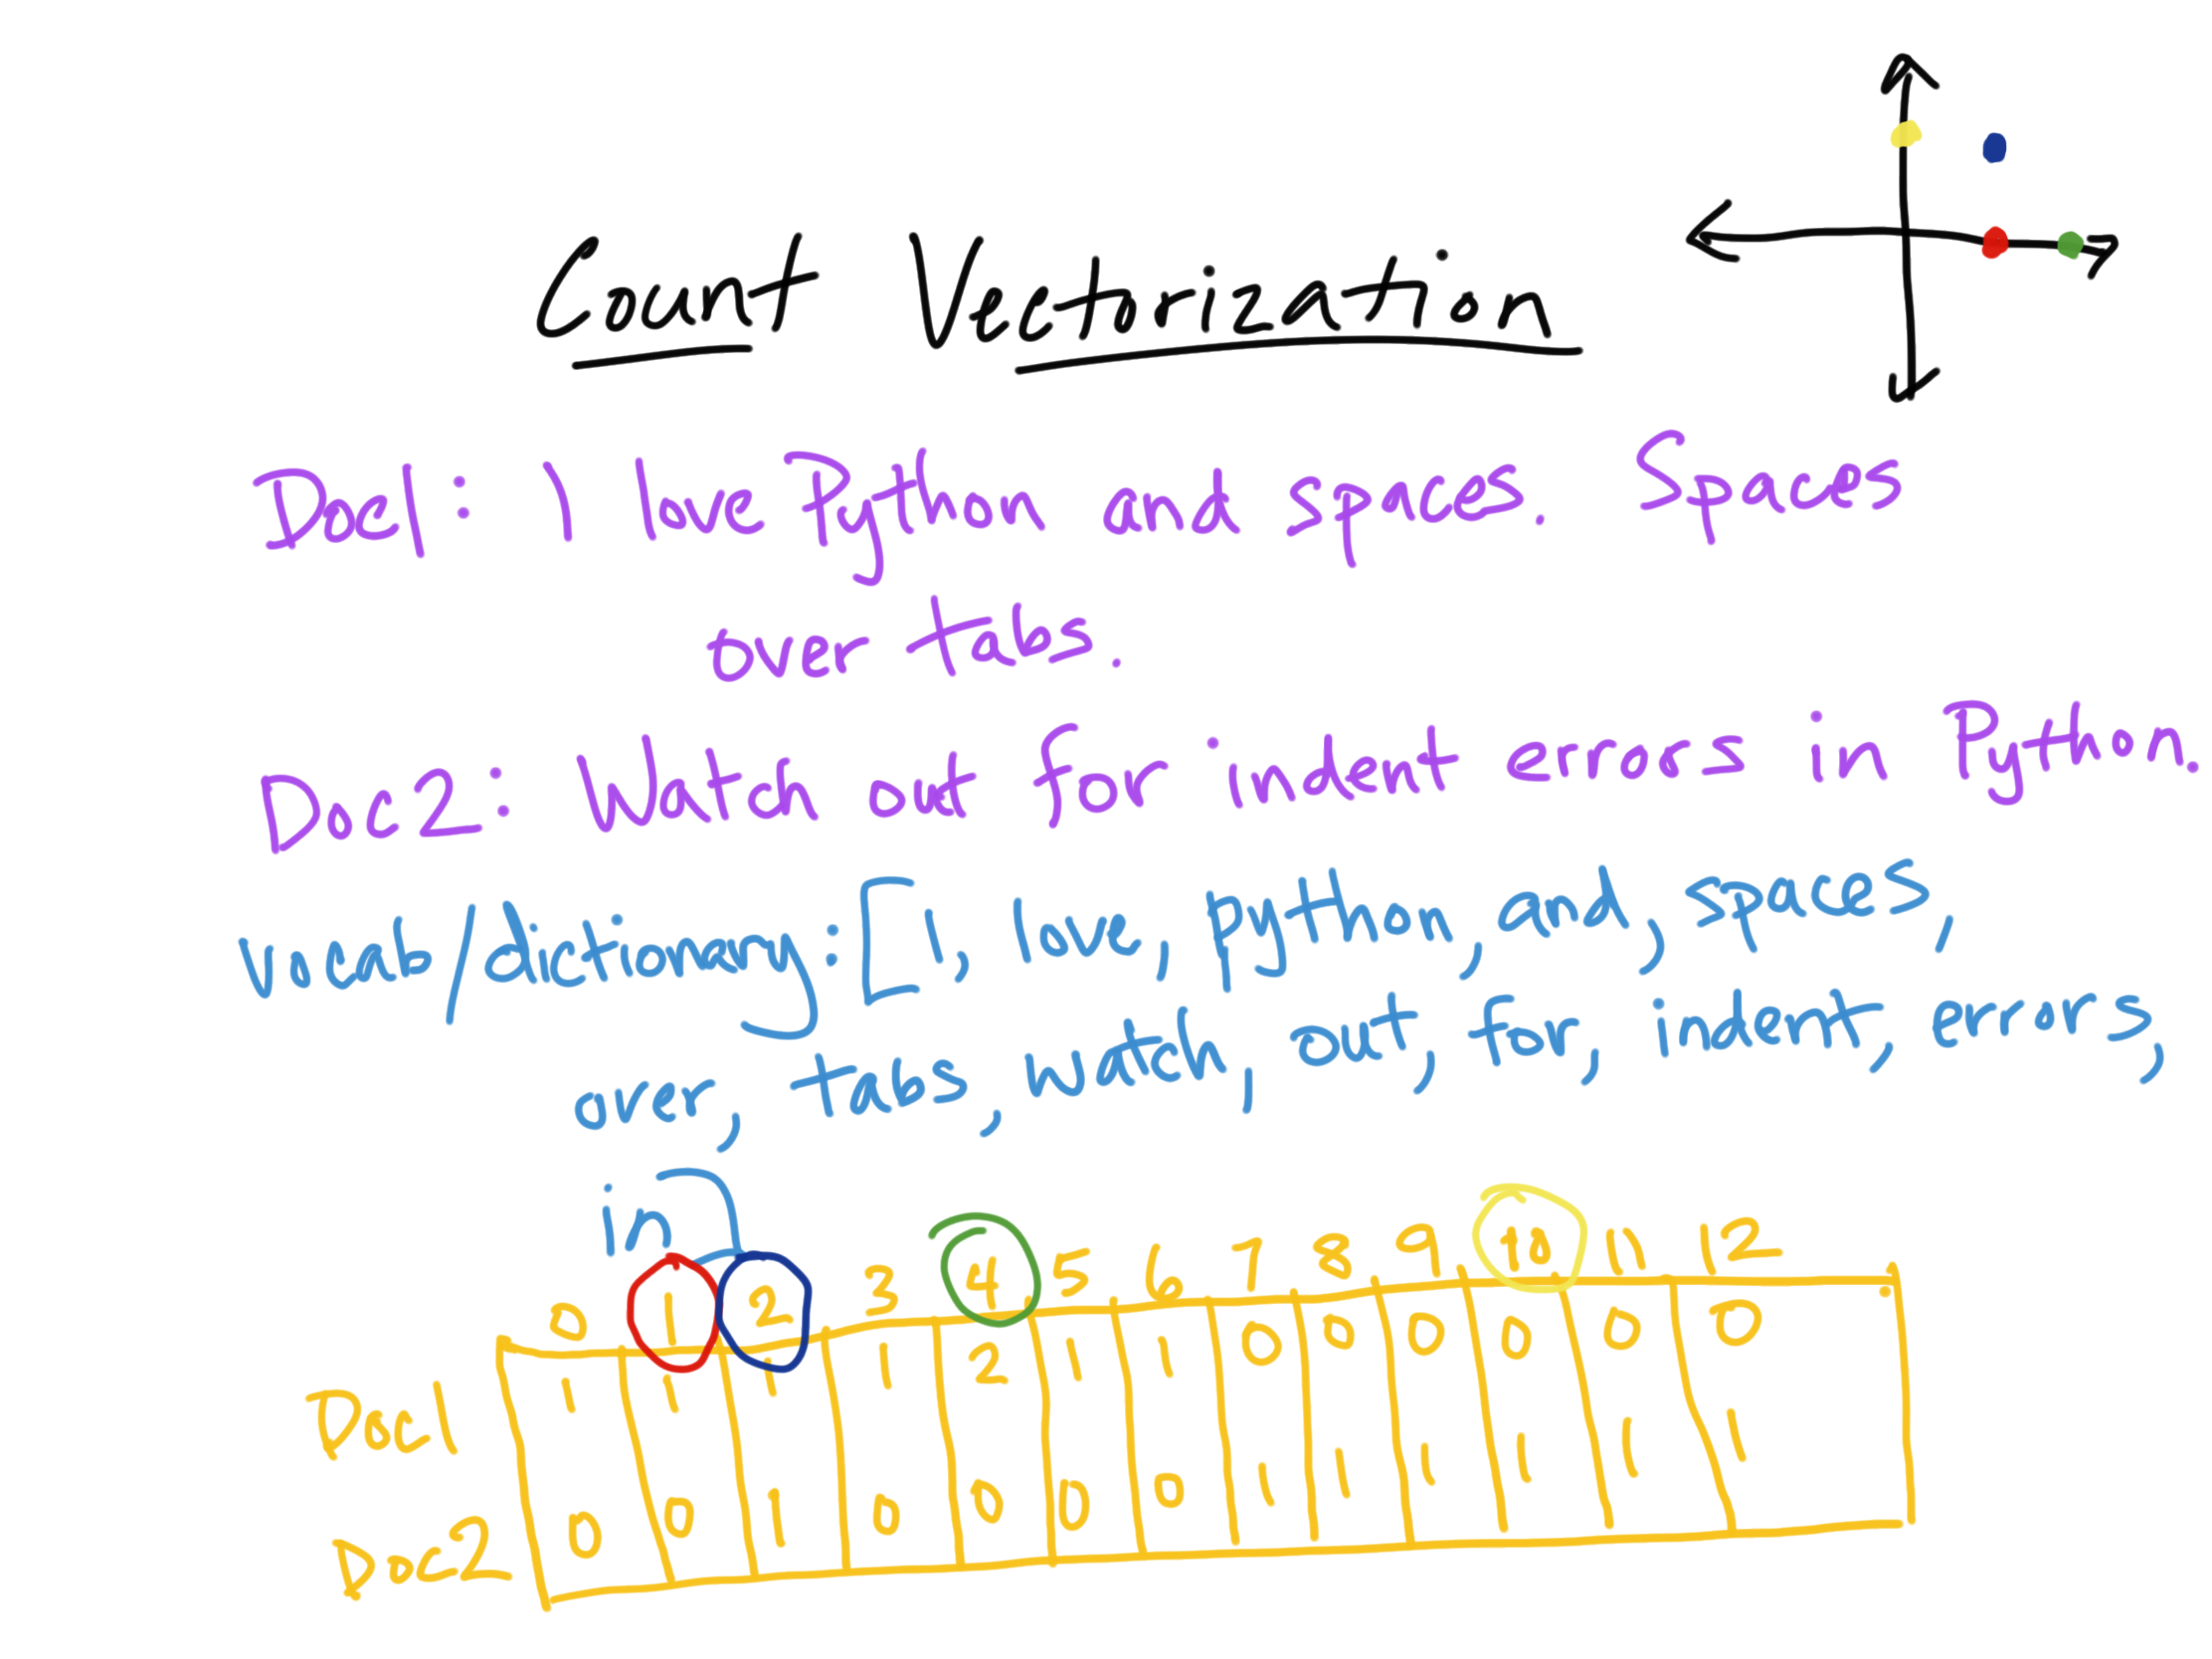 Count Vectorization
Doc1: I love Python and spaces. Spaces
over tabs.
Doc2: Watch out for indent errors in Python.
vocab/dictionary: [I, love, python, and, spaces,
over, tabs, watch, out, for, indent, errors,
in]
0 1 2 3 4 5 6 7 8 9 10 11 12
Doc1 1 1 1 1 2 1 1 0 0 0 0 0 0
Doc2 0 0 1 0 0 0 0 1 1 1 1 1 1